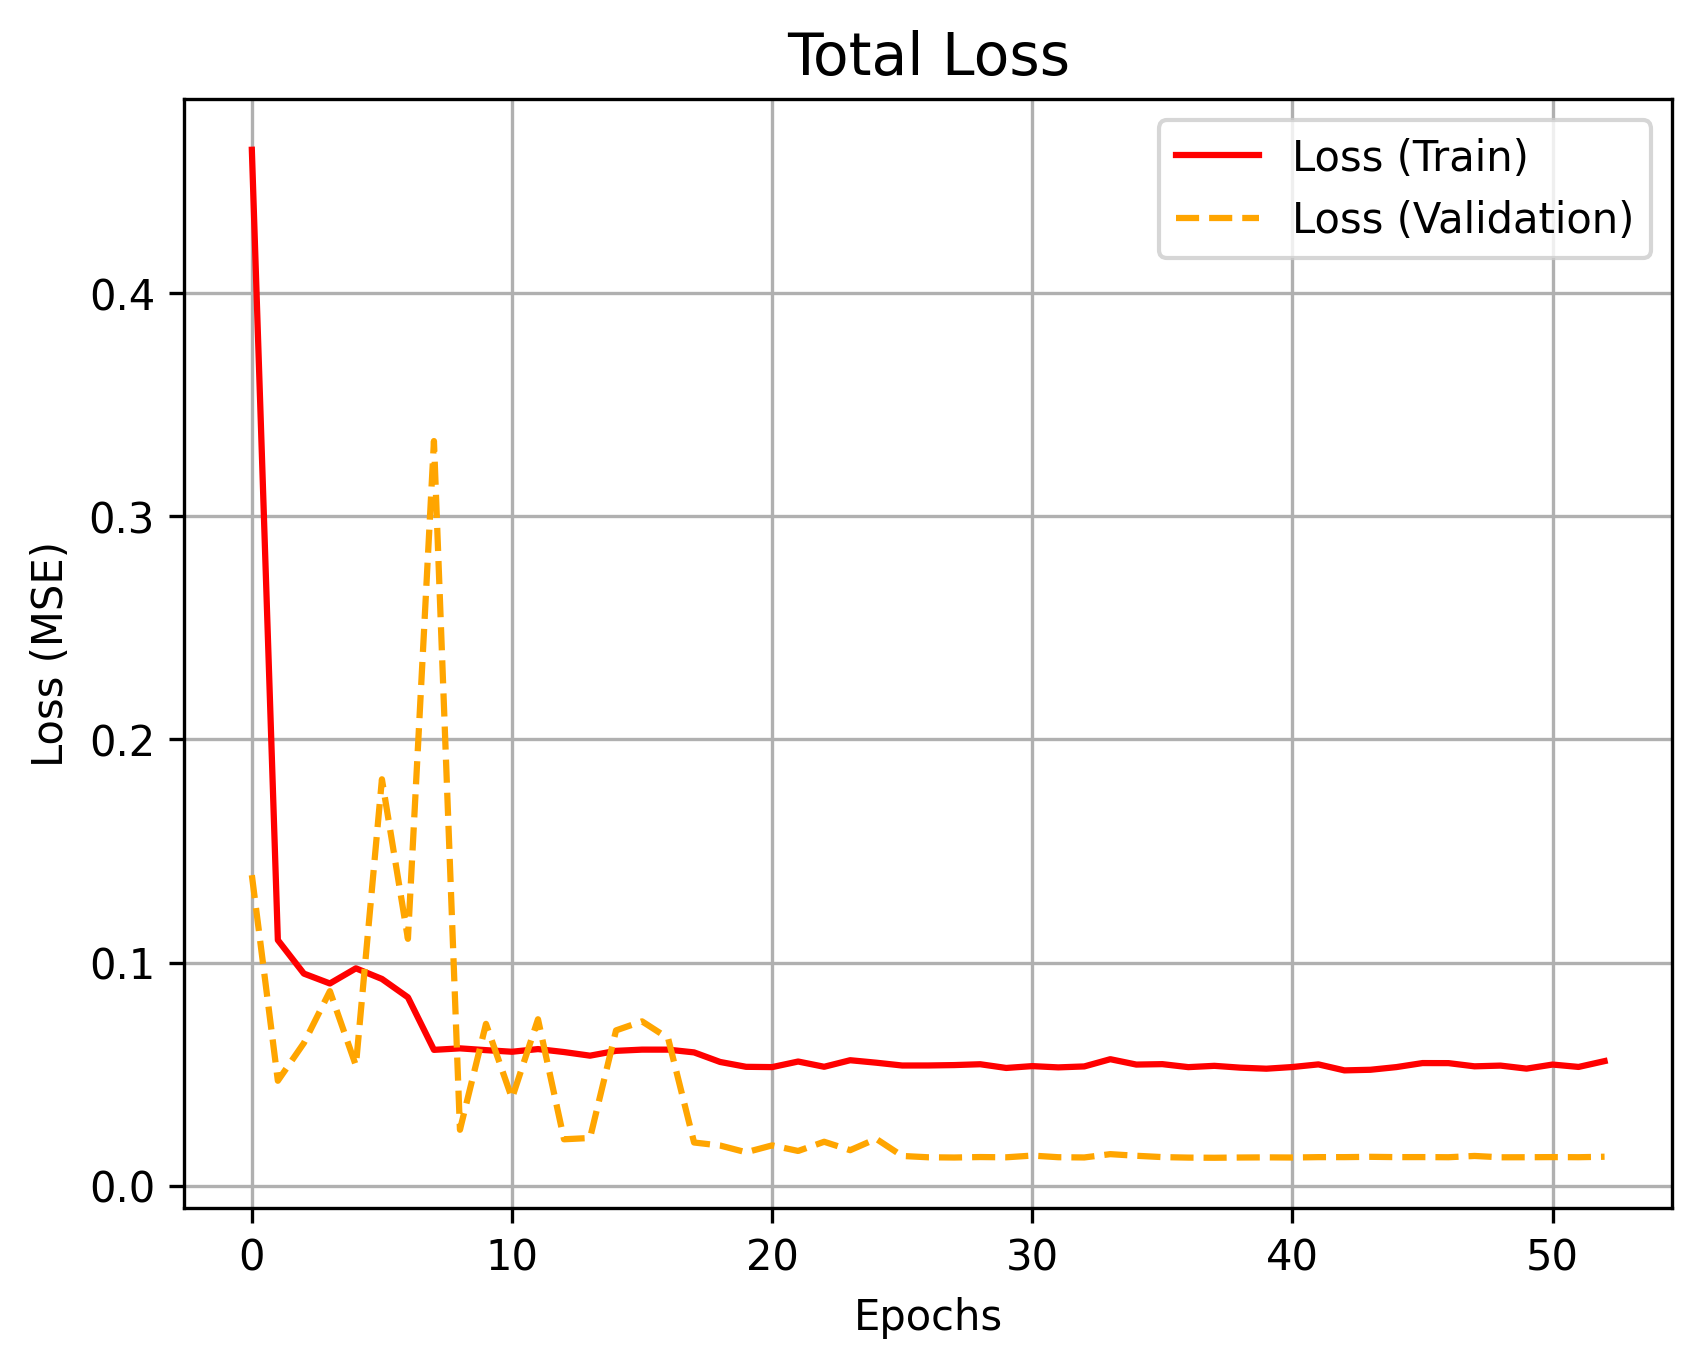 Total Loss
Loss (Train)
Loss (Validation)
Loss (MSE)
0.4
0.3
0.2
0.1
0.0
0 10 20 30 40 50
Epochs